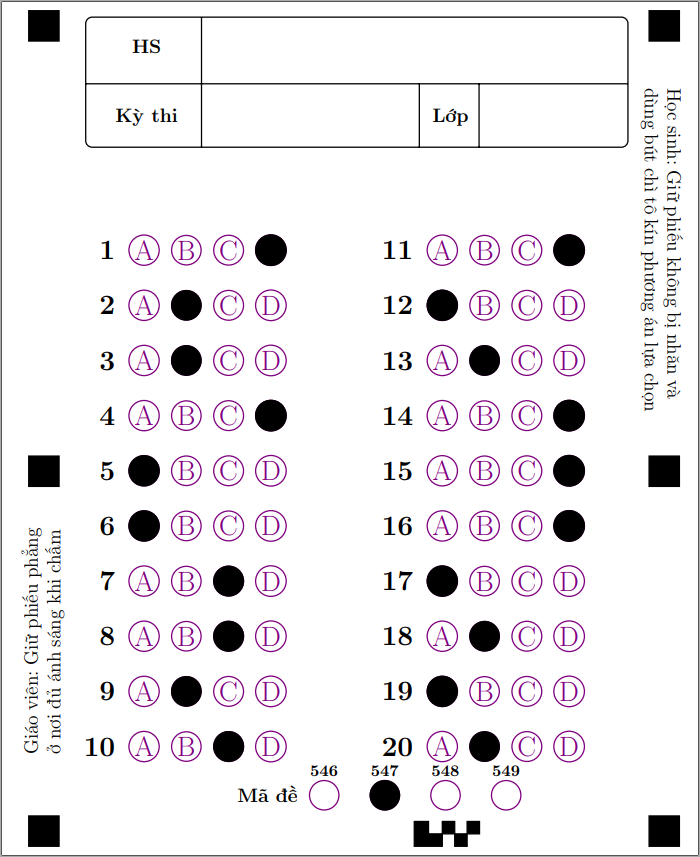 HS
Kỳ thi Lớp
Học sinh: Giữ phiếu không bị nhăn và
dùng bút chì tô kín phương án lựa chọn
1 A B C
11 A B C
2 A C D
12 B C D
3 A C D
13 A C D
4 A B C
14 A B C
5 B C D
15 A B C
6 B C D
16 A B C
7 A B D
17 B C D
8 A B D
18 A C D
9 A C D
19 B C D
10 A B D
20 A C D
Giáo viên: Giữ phiếu phẳng
ở nơi đủ ánh sáng khi chấm
546 547 548 549
Mã đề